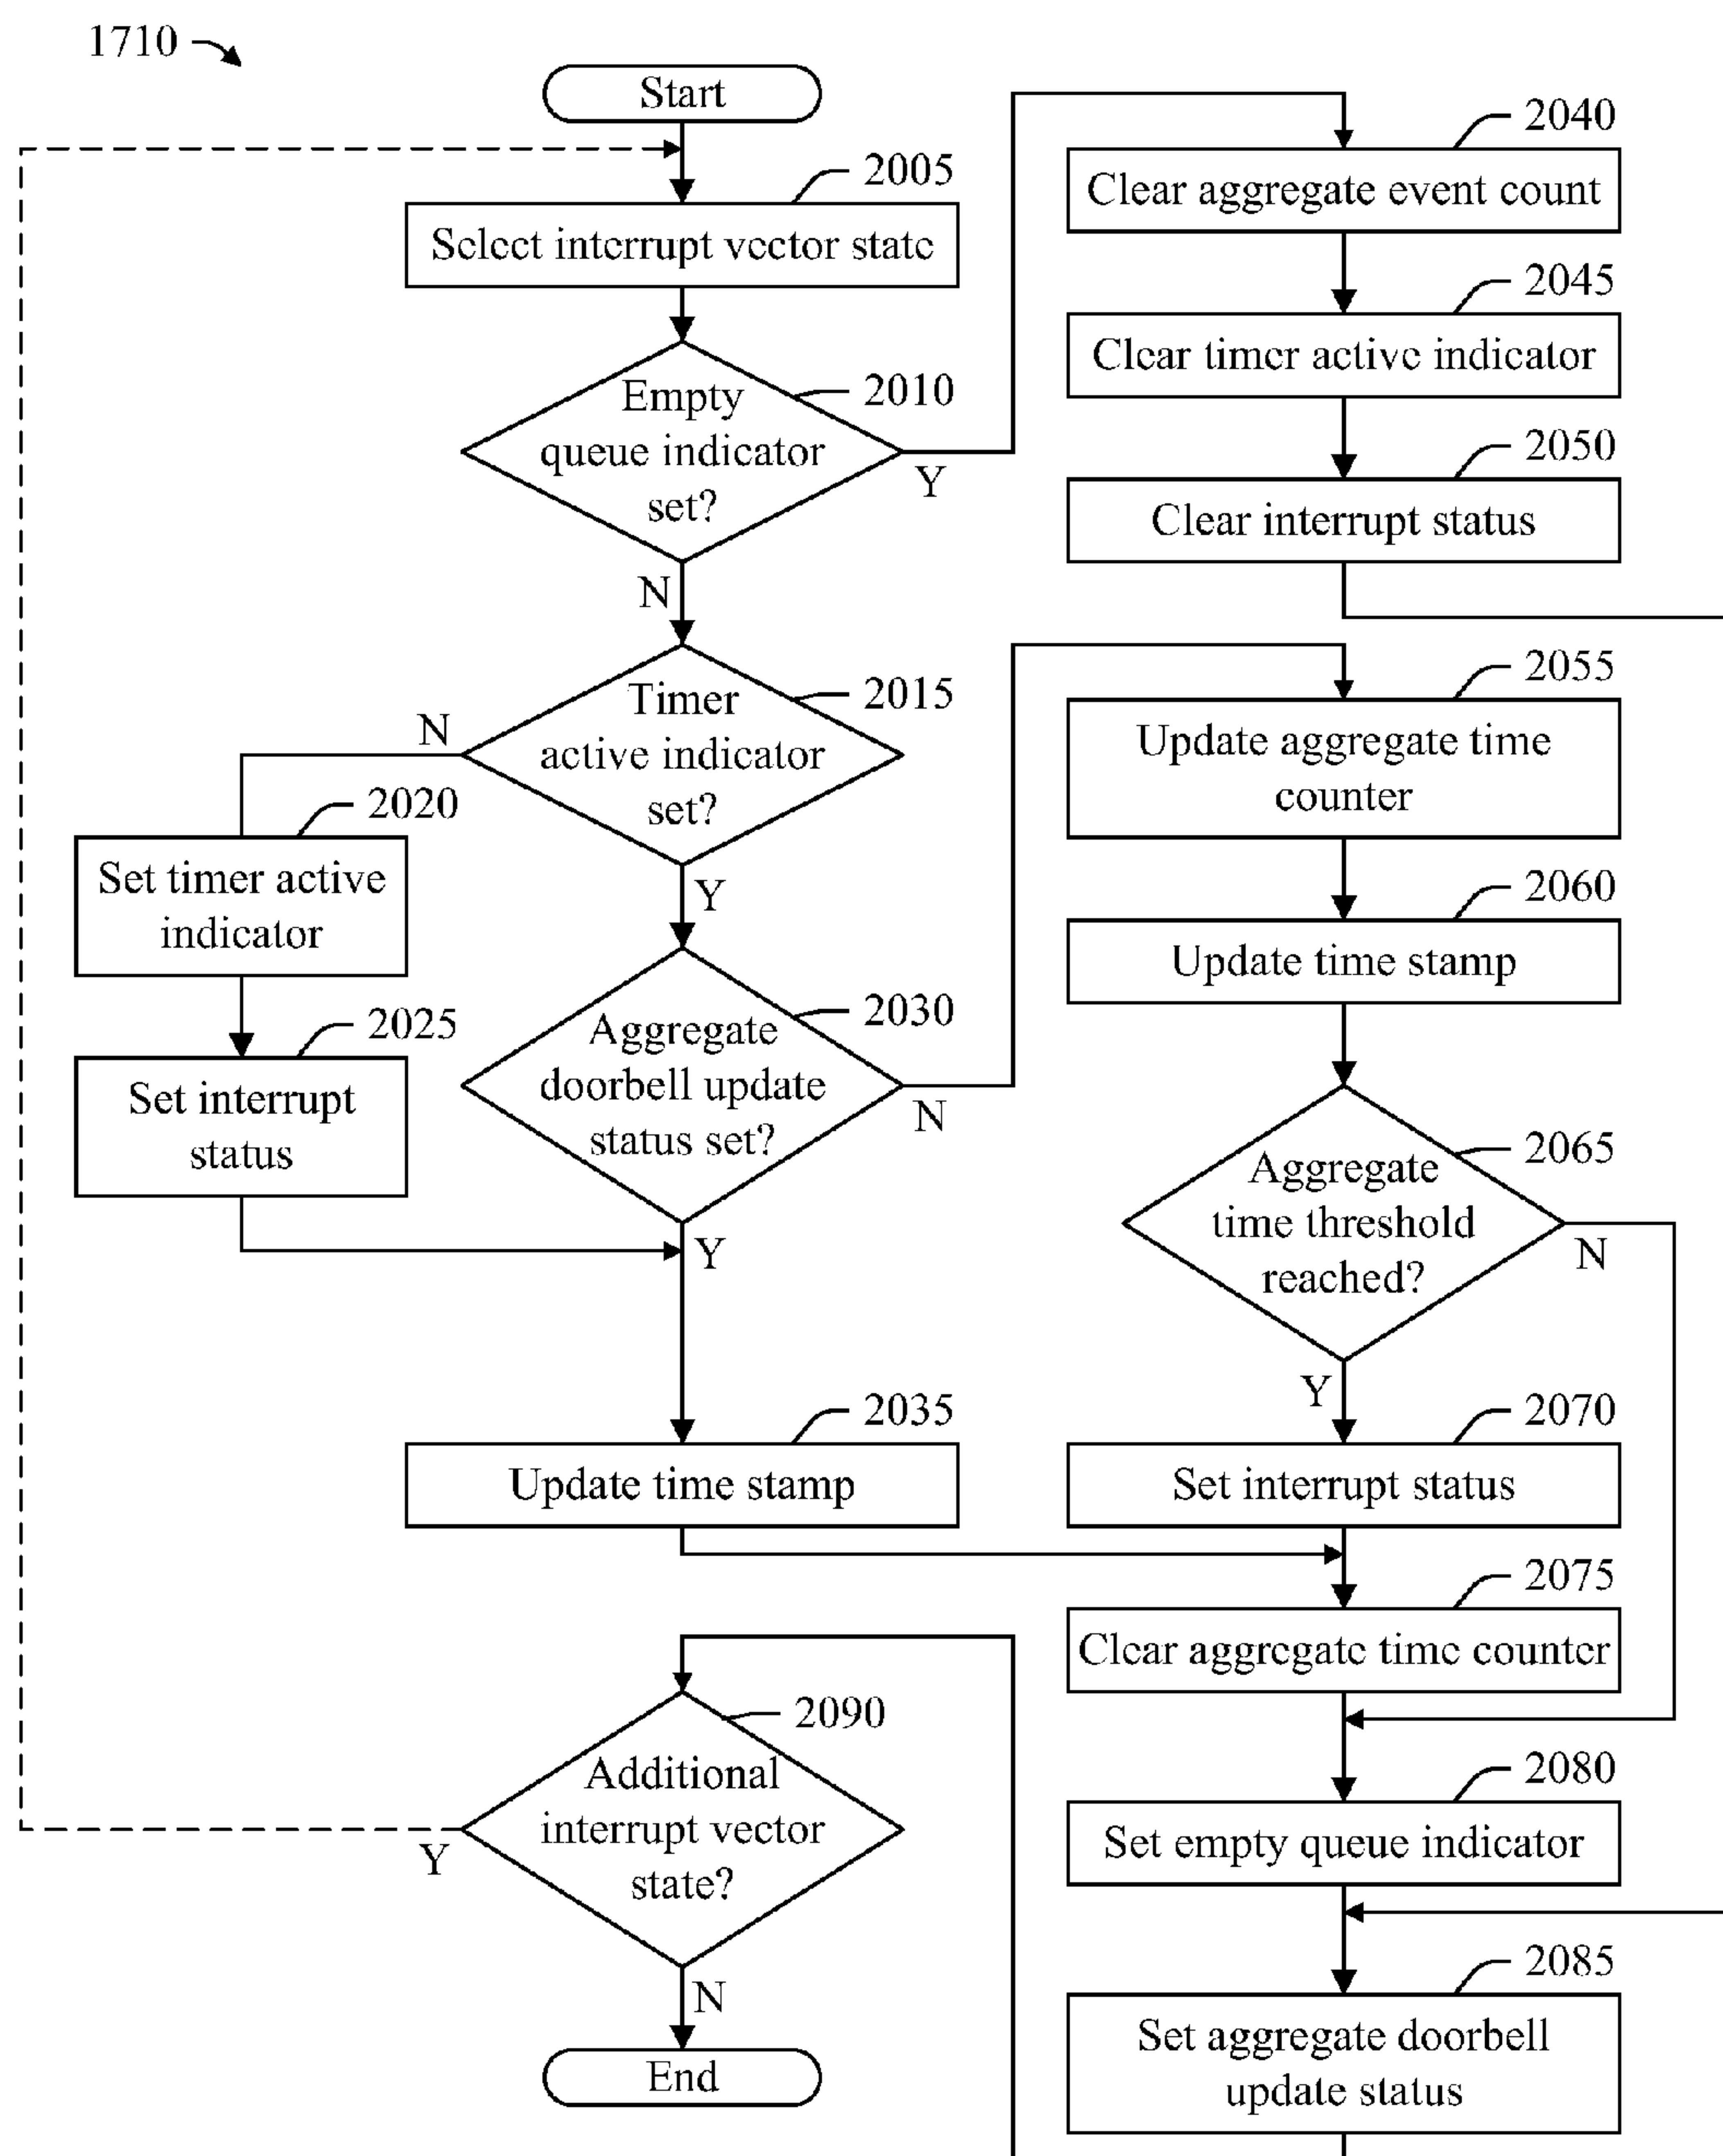 1710
Start
2005
Select interrupt vector state
2010
Empty
queue indicator
set?
Y
N
2015
Timer
active indicator
set?
N
Y
2020
Set timer active
indicator
2025
Set interrupt
status
2030
Aggregate
doorbell update
status set?
N
Y
2035
Update time stamp
2040
Clear aggregate event count
2045
Clear timer active indicator
2050
Clear interrupt status
2055
Update aggregate time
counter
2060
Update time stamp
2065
Aggregate
time threshold
reached?
N
Y
2070
Set interrupt status
2075
Clear aggregate time counter
2080
Set empty queue indicator
2085
Set aggregate doorbell
update status
2090
Additional
interrupt vector
state?
Y
N
End